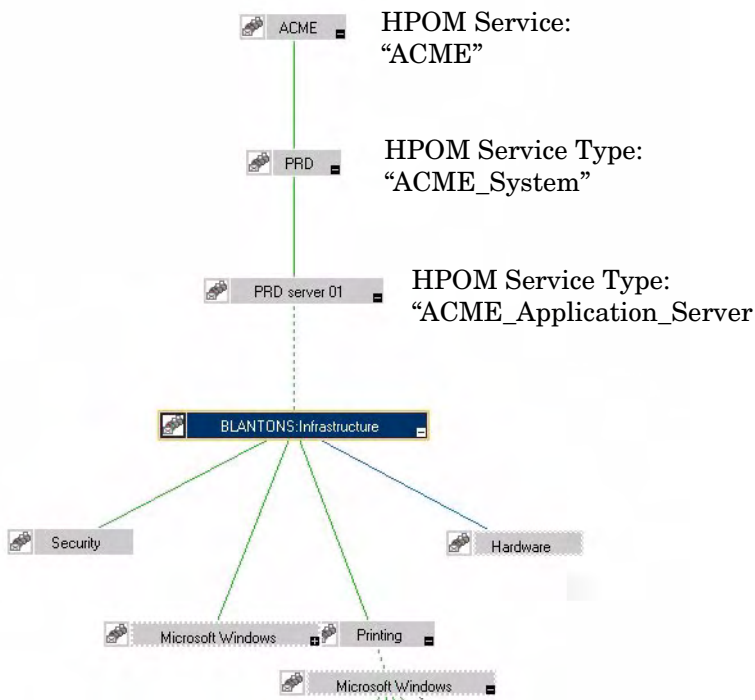 ACME
HPOM Service:
“ACME”
PRD
HPOM Service Type:
“ACME_System”
PRD server 01
HPOM Service Type:
“ACME_Application_Server
BLANTONS:Infrastructure
Security
Hardware
Microsoft Windows
Printing
Microsoft Windows